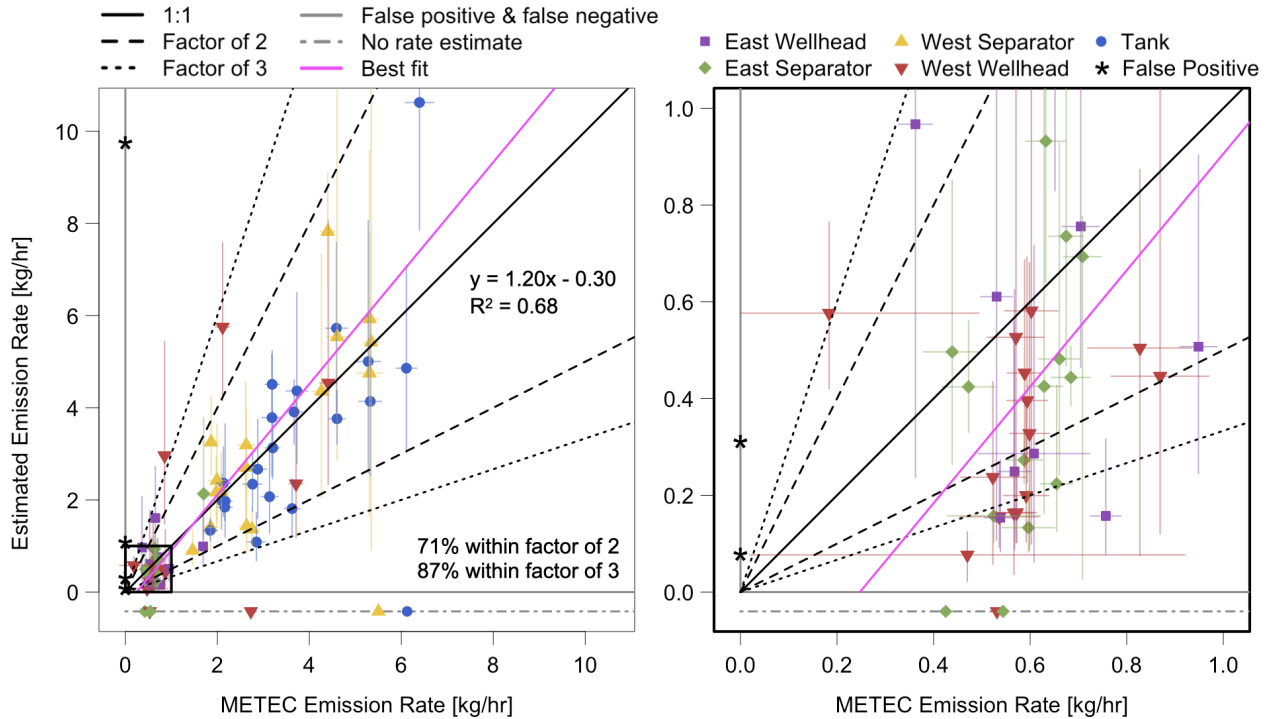 1:1
Factor of 2
Factor of 3
False positive & false negative
No rate estimate
Best fit
East Wellhead
East Separator
West Separator
West Wellhead
Tank
False Positive
Estimated Emission Rate [kg/hr]
10
8
6
4
2
0
y = 1.20x - 0.30
R² = 0.68
71% within factor of 2
87% within factor of 3
0 2 4 6 8 10
METEC Emission Rate [kg/hr]
1.0
0.8
0.6
0.4
0.2
0.0
0.0 0.2 0.4 0.6 0.8 1.0
METEC Emission Rate [kg/hr]